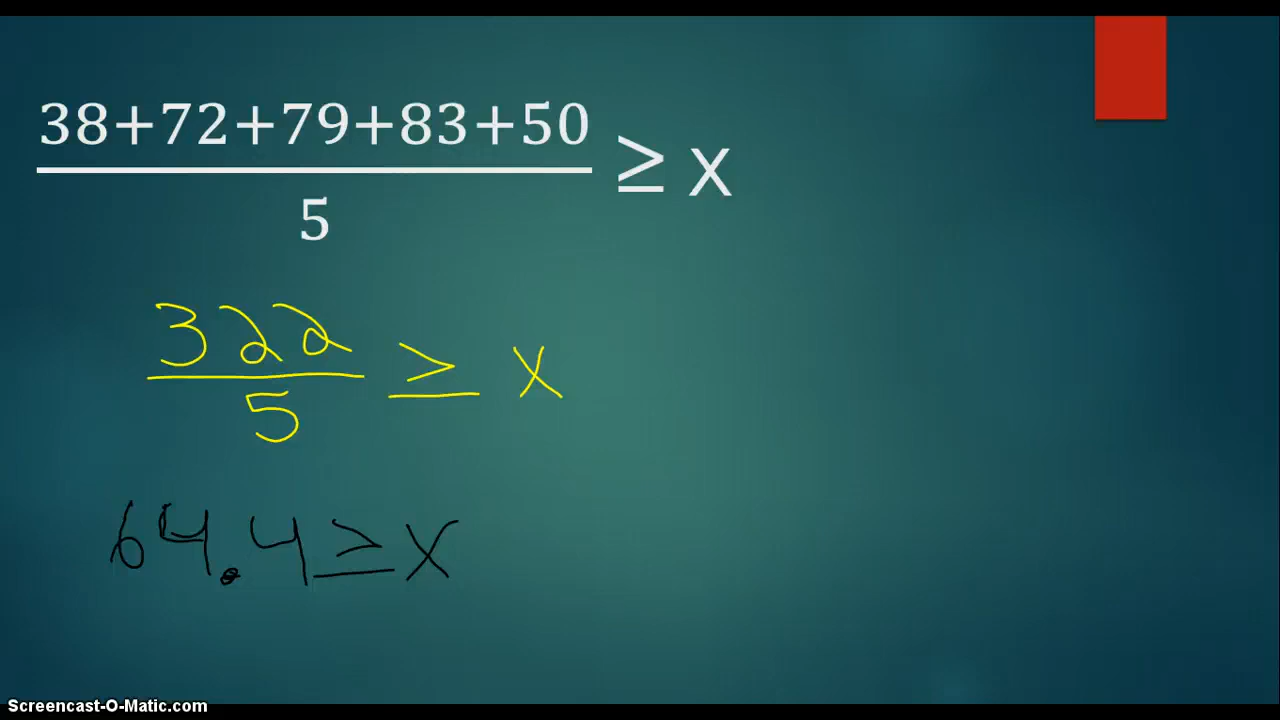 38+72+79+83+50
5
≥ x
322
5
≥ x
64.4 ≥ x
Screencast-O-Matic.com